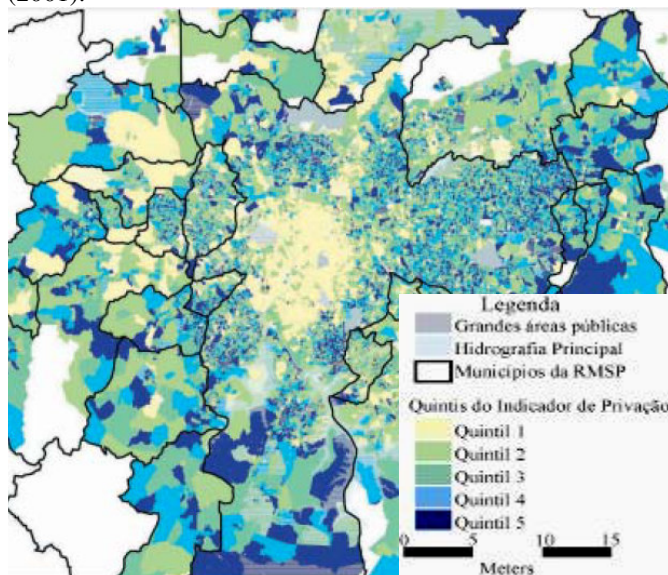 (2001).
Legenda
Grandes áreas públicas
Hidrografia Principal
Municípios da RMSP
Quintis do Indicador de Privação
Quintil 1
Quintil 2
Quintil 3
Quintil 4
Quintil 5
0 5 10 15
Meters